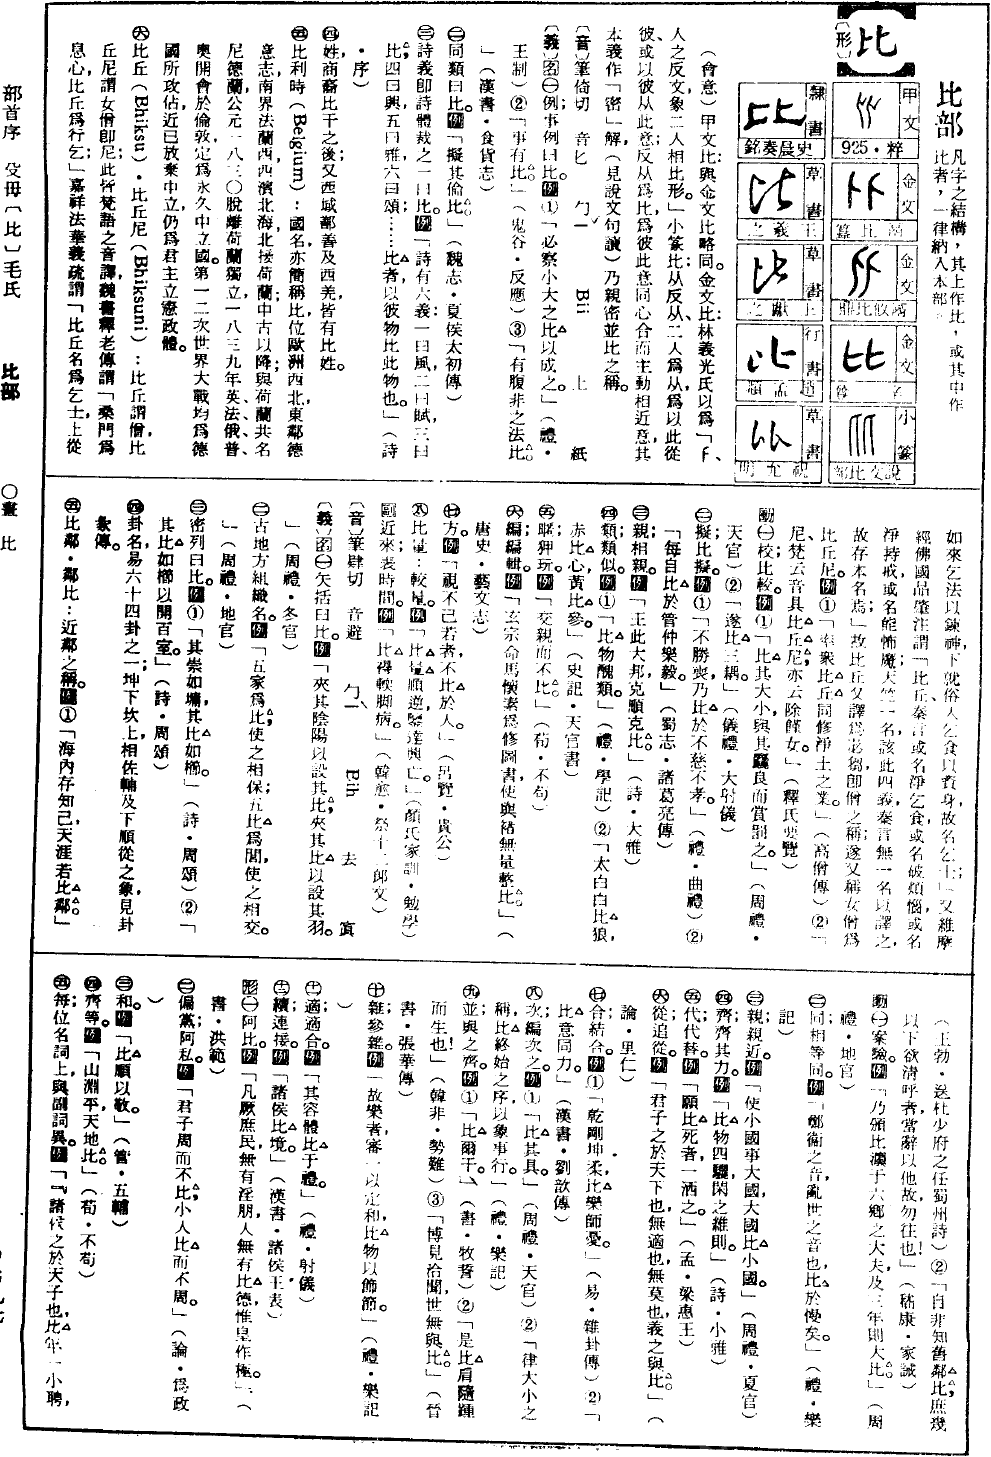 比部
凡字之結構，其上作比，或其中作
比者，一律納入本部。
比
〔形〕
甲文
925・粹
金文
金文
金文
小篆
說文比部
隸書
史晨奏銘
草書
王羲之
草書
王獻之
行書
趙孟頫
草書
祝允明
（會意）甲文比：與金文比略同。金文比：林義光氏以爲「
人之反文，象二人相比形。」小篆比：从反从，二人爲从，爲以此從
彼或以彼从此意；反从爲比，爲彼此意同心合而主動相近意，其
本義作「密」解，（見說文句讀）乃親密並比之稱。
〔音〕筆倚切　音匕　ㄅㄧˇ　Bii　上　紙
〔義〕名㊀例，事例曰比。例①「必察小大之比以成之。」（禮・
王制）②「事有比」（鬼谷・反應）③「有腹非之法比
」（漢書・食貨志）
㊁同類曰比。例「擬其倫比。」（魏志・夏侯太初傳）
㊂詩義卽詩體裁之一曰比。例「詩有六義：一曰風，二曰賦，三曰
比，四曰興，五曰雅，六曰頌；……比者，以彼物比此物也。」（詩
・序）
㊃姓，商裔比干之後；又西域鄯善及西羌，皆有比姓。
㊄比利時（Belgium）：國名，亦簡稱比，位歐洲西北，東鄰德
意志，南界法蘭西，西濱北海，北接荷蘭；中古以降，與荷蘭共名
尼德蘭，公元一八三〇脫離荷蘭獨立，一八三九年英、法、俄、普、
奧開會於倫敦，定爲永久中立國。第一二次世界大戰，均爲德
國所攻佔，近已放棄中立，仍爲君主立憲政體。
㊅比丘（Bhiksu）・比丘尼（Bhiksuni）：比丘謂僧，比
丘尼謂女僧，卽尼；此皆梵語之音譯，魏書釋老傳謂「桑門爲
息心，比丘爲行乞；」嘉祥法華義疏謂「比丘名爲乞士，上從
如來乞法以鍊神，下就俗人乞食以資身，故名乞士；」又維摩
經佛國品肇注謂「比丘，秦言或名淨乞食，或名破煩惱，或名
淨持戒，或名能怖魔；天竺一名，該此四義，秦言無一名以譯之，
故存本名焉。」故比丘又譯爲苾芻，卽僧之稱；遂又稱女僧爲
比丘尼。例①「率衆比丘同修淨土之業。」（高僧傳）②「
尼，梵云音具比丘尼；亦云除饉女。」（釋氏要覽）
動㊀校；比較。例①「比其大小與其麤良而賞罰之。」（周禮・
天官）②「遂比三耦。」（儀禮・大射儀）
㊁擬；比擬。例①「不勝喪，乃比於不慈不孝。」（禮・曲禮）②
「每自比於管仲樂毅。」（蜀志・諸葛亮傳）
㊂親；相親。例「王此大邦，克順克比。」（詩・大雅）
㊃類；類似。例①「比物醜類。」（禮・學記）②「太白白比狼，
赤比心，黃比參。」（史記・天官書）
㊄暱；狎玩。例「交親而不比。」（荀・不苟）
㊅編；編輯。例「玄宗命馬懷素爲修圖書使，與褚無量整比。」（
唐史・藝文志）
㊆方。例「視不己若者不比於人。」（呂覽・貴公）
㊇比量：較量。例「比量順逆，鑒達興亡。」（顏氏家訓・勉學）
副近來；表時間。例「比得輭脚病。」（韓愈・祭十二郎文）
〔音〕筆肆切　音避　ㄅㄧˋ　Bih　去　寘
〔義〕名㊀矢括曰比。例「夾其陰陽以設其比，夾其比以設其羽。
」（周禮・冬官）
㊁古地方組織名。例「五家爲比，使之相保；五比爲閭，使之相交。
」（周禮・地官）
㊂密列曰比。例①「其崇如墉，其比如櫛。」（詩・周頌）②「
其比如櫛，以開百室。」（詩・周頌）
㊃卦名，易六十四卦之一；坤下坎上，相佐輔及下順從之象，見卦
彖傳。
㊄比鄰・鄰比：近鄰之稱。例①「海內存知己，天涯若比鄰」
（王勃・送杜少府之任蜀州詩）②「自非知舊鄰比，庶幾
以下欲請呼者，當辭以他故，勿往也！」（嵇康・家誡）
動㊀案驗。例「乃頒比灋于六鄉之大夫，及三年則大比。」（周
禮・地官）
㊁同；相等同。例「鄭衞之音，亂世之音也，比於慢矣。」（禮・樂
記）
㊂親；親近。例「使小國事大國，大國比小國。」（周禮・夏官）
㊃齊；齊其力。例「比物四驪，閑之維則。」（詩・小雅）
㊄代；代替。例「願比死者一洒之。」（孟・梁惠王）
㊅從；追從。例「君子之於天下也，無適也，無莫也，義之與比。」（
論・里仁）
㊆合；結合。例①「乾剛坤柔，比樂師憂。」（易・雜卦傳）②「
比意同力。」（漢書・劉歆傳）
㊇次；編次之。例①「比其具。」（周禮・天官）②「律大小之
稱，比終始之序，以象事行。」（禮・樂記）
㊈並；與之齊。例①「比爾干。」（書・牧誓）②「是比肩隨踵
而生也！」（韓非・勢難）③「博見洽聞，世無與比。」（晉
書・張華傳）
㊉雜；參雜。例「故樂者，審一以定和，比物以飾節。」（禮・樂記
）
適；適合。例「其容體比于禮。」（禮・射儀）
續；連接。例「諸侯比境。」（漢書・諸侯王表）
形㊀阿比。例「凡厥庶民，無有淫朋，人無有比德，惟皇作極。」（
書・洪範）
㊁偏黨；阿私。例「君子周而不比，小人比而不周。」（論・爲政
）
㊂和。例「比順以敬。」（管・五輔）
㊃齊等。例「山淵平，天地比。」（荀・不苟）
㊄每；位名詞上，與副詞異。例「『諸侯之於天子也，比年一小聘，
部首序　殳毋〔比〕毛氏　比部　〇畫　比